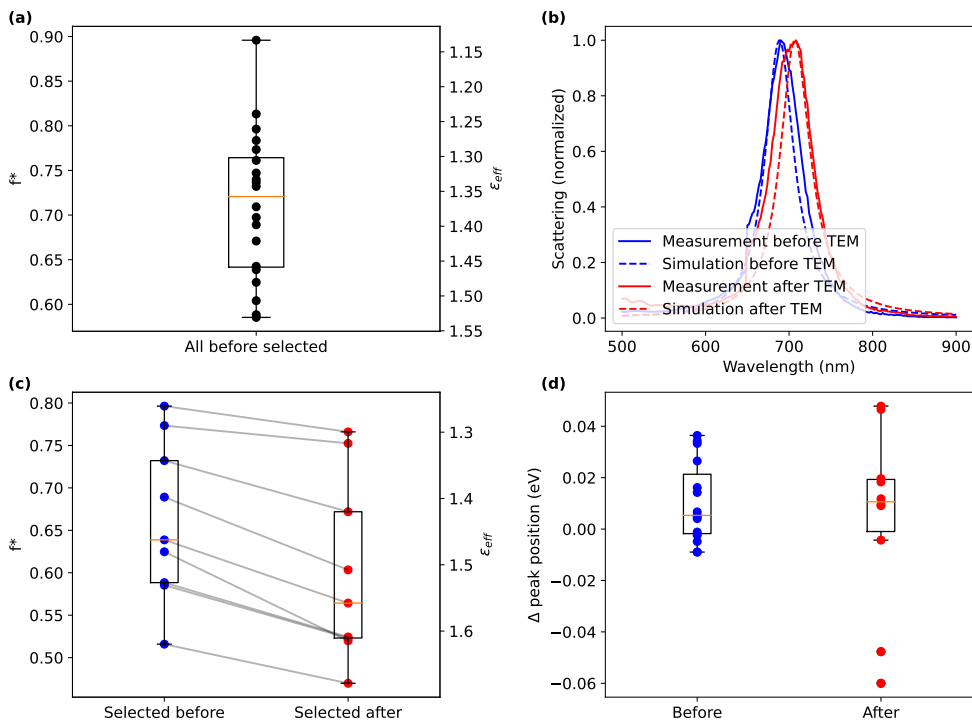 (a)
0.90
0.85
0.80
0.75
0.70
0.65
0.60
f*
1.15
1.20
1.25
1.30
1.35
1.40
1.45
1.50
1.55
ε_eff
All before selected
(b)
1.0
0.8
0.6
0.4
0.2
0.0
Scattering (normalized)
Measurement before TEM
Simulation before TEM
Measurement after TEM
Simulation after TEM
500
600
700
800
900
Wavelength (nm)
(c)
0.80
0.75
0.70
0.65
0.60
0.55
0.50
f*
1.3
1.4
1.5
1.6
ε_eff
Selected before
Selected after
(d)
0.04
0.02
0.00
−0.02
−0.04
−0.06
Δ peak position (eV)
Before
After